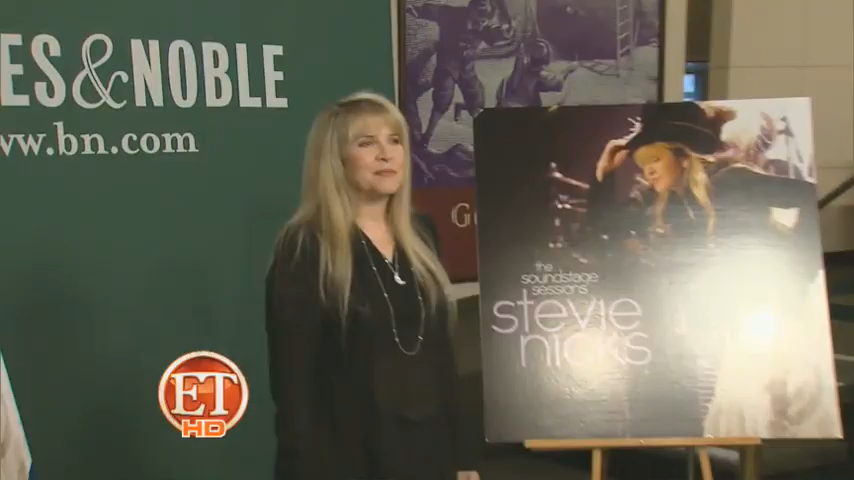 ES & NOBLE
www.bn.com
G
the
soundstage
sessions
stevie
nicks
ET
HD